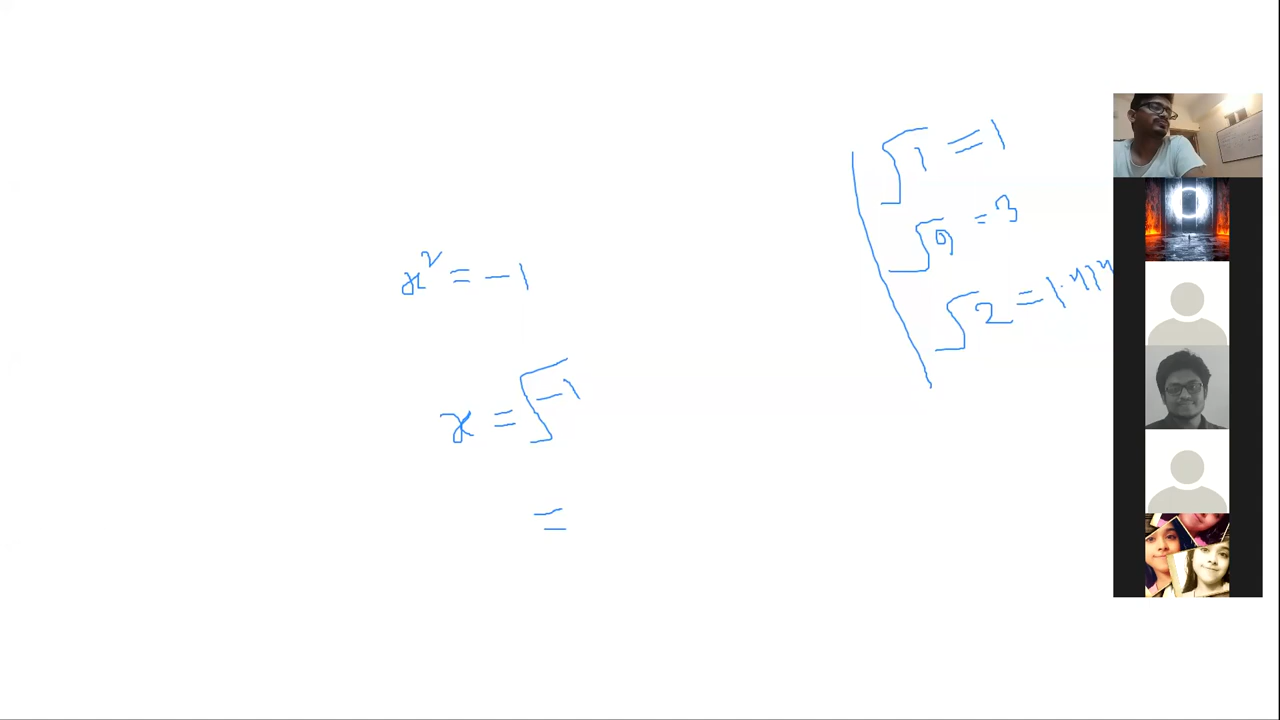 x² = -1
x = √-1
=
√1 = 1
√9 = 3
√2 = 1.414